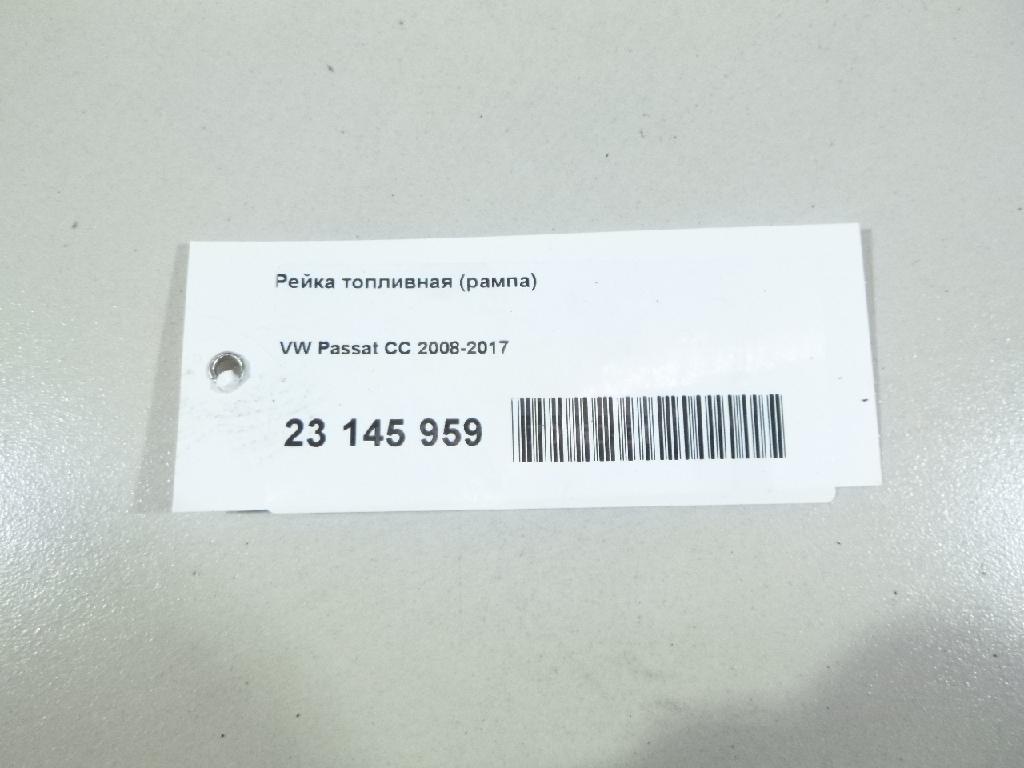 Рейка топливная (рампа)
VW Passat CC 2008-2017
23 145 959